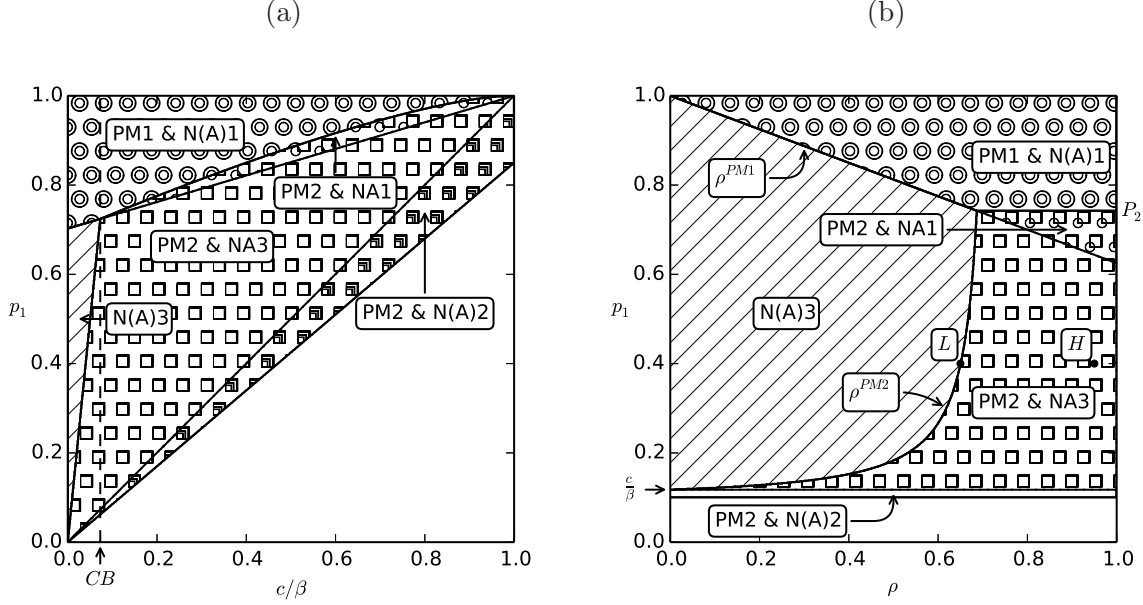 (a)
(b)
1.0
0.8
0.6
0.4
0.2
0.0
p1
PM1 & N(A)1
PM2 & NA1
PM2 & NA3
N(A)3
PM2 & N(A)2
0.0
0.2
0.4
0.6
0.8
1.0
CB
c/β
1.0
0.8
0.6
0.4
0.2
0.0
p1
c/β
PM1 & N(A)1
ρ^PM1
P2
PM2 & NA1
N(A)3
L
H
ρ^PM2
PM2 & NA3
PM2 & N(A)2
0.0
0.2
0.4
0.6
0.8
1.0
ρ